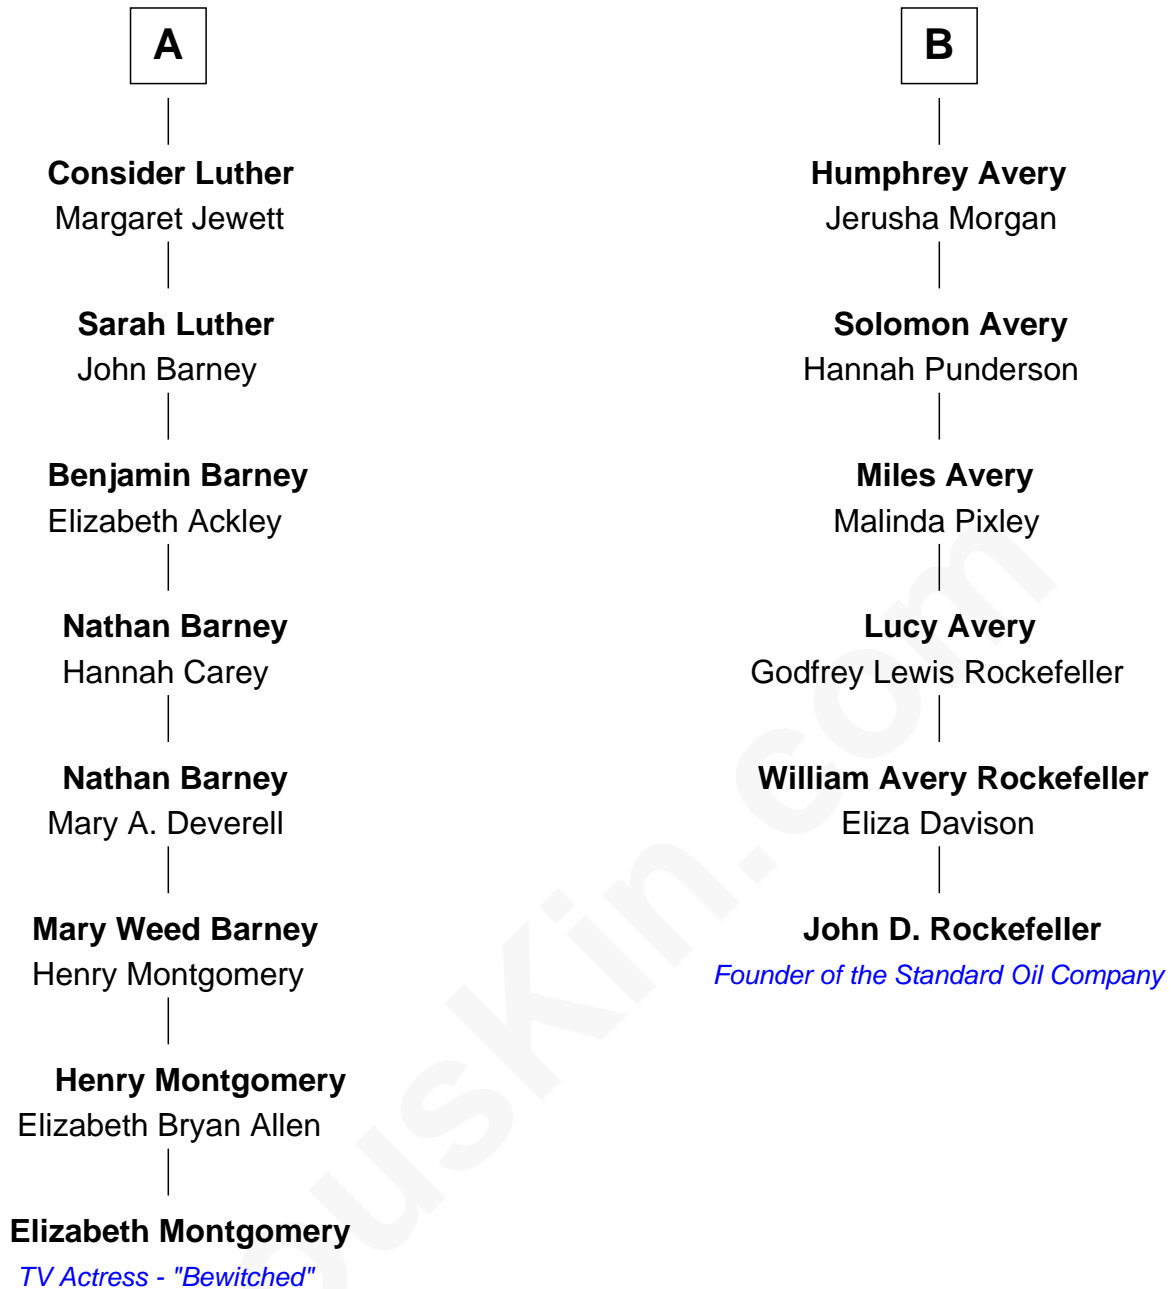 A
Consider Luther
Margaret Jewett
Sarah Luther
John Barney
Benjamin Barney
Elizabeth Ackley
Nathan Barney
Hannah Carey
Nathan Barney
Mary A. Deverell
Mary Weed Barney
Henry Montgomery
Henry Montgomery
Elizabeth Bryan Allen
Elizabeth Montgomery
TV Actress - "Bewitched"
B
Humphrey Avery
Jerusha Morgan
Solomon Avery
Hannah Punderson
Miles Avery
Malinda Pixley
Lucy Avery
Godfrey Lewis Rockefeller
William Avery Rockefeller
Eliza Davison
John D. Rockefeller
Founder of the Standard Oil Company
ousKin.com